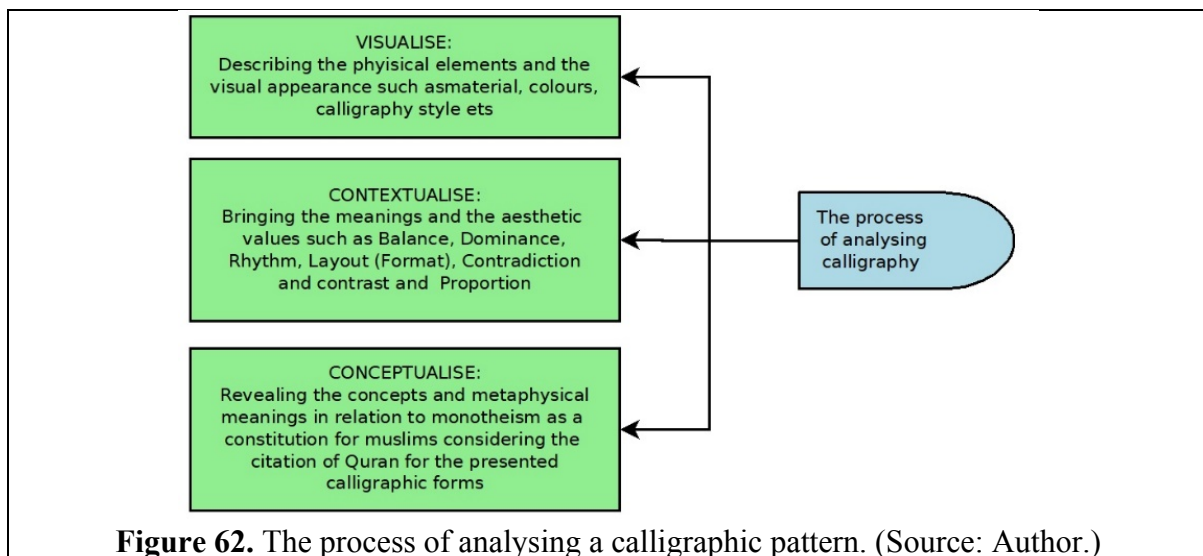 VISUALISE:
Describing the phyisical elements and the
visual appearance such asmaterial, colours,
calligraphy style ets
CONTEXTUALISE:
Bringing the meanings and the aesthetic
values such as Balance, Dominance,
Rhythm, Layout (Format), Contradiction
and contrast and Proportion
The process
of analysing
calligraphy
CONCEPTUALISE:
Revealing the concepts and metaphysical
meanings in relation to monotheism as a
constitution for muslims considering the
citation of Quran for the presented
calligraphic forms
Figure 62. The process of analysing a calligraphic pattern. (Source: Author.)